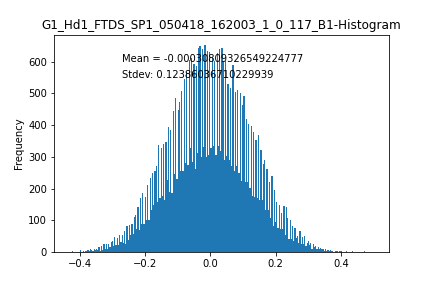 G1_Hd1_FTDS_SP1_050418_162003_1_0_117_B1-Histogram
Mean = -0.00030809326549224777
Stdev: 0.12386036710229939
Frequency
600
500
400
300
200
100
0
−0.4 −0.2 0.0 0.2 0.4